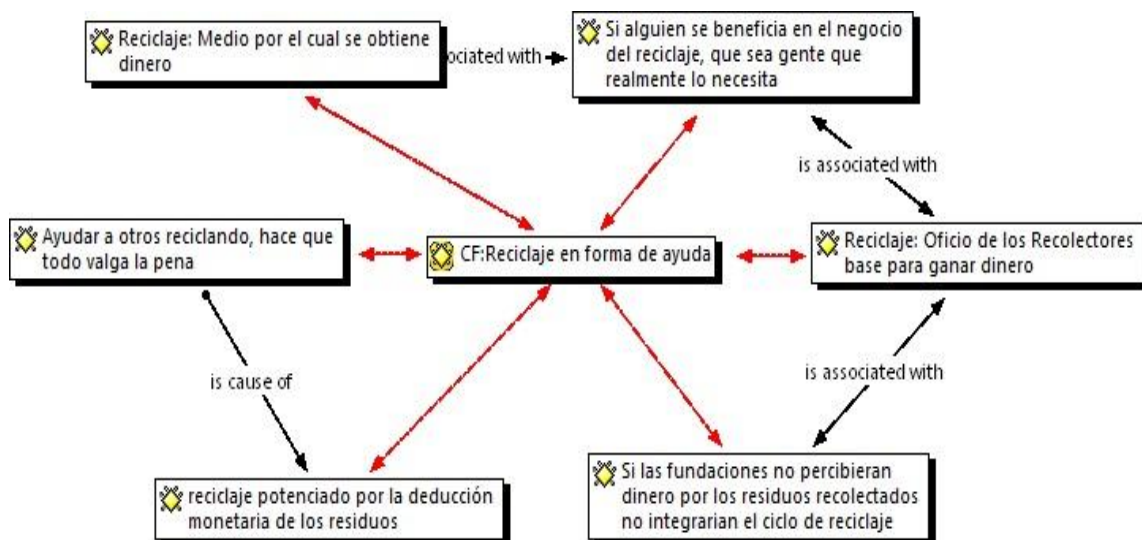 Reciclaje: Medio por el cual se obtiene
dinero
ociated with
Si alguien se beneficia en el negocio
del reciclaje, que sea gente que
realmente lo necesita
is associated with
Ayudar a otros reciclando, hace que
todo valga la pena
CF:Reciclaje en forma de ayuda
Reciclaje: Oficio de los Recolectores
base para ganar dinero
is cause of
is associated with
reciclaje potenciado por la deducción
monetaria de los residuos
Si las fundaciones no percibieran
dinero por los residuos recolectados
no integrarian el ciclo de reciclaje